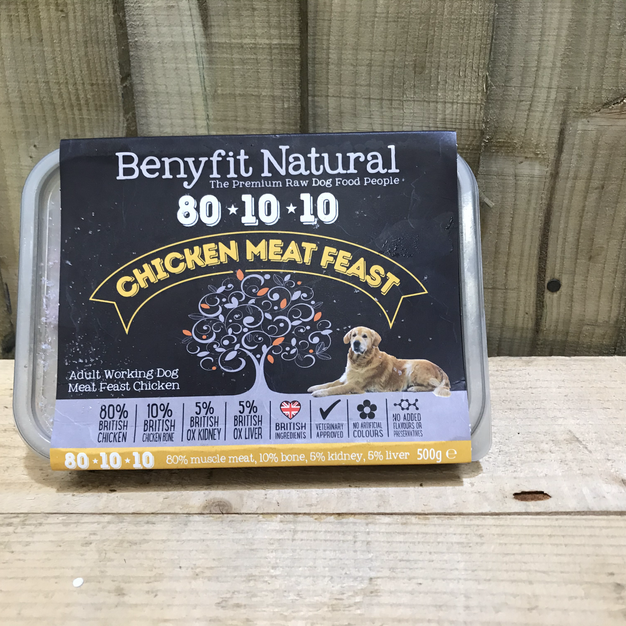 Benyfit Natural
The Premium Raw Dog Food People
80 ★ 10 ★ 10
CHICKEN MEAT FEAST
Adult Working Dog
Meat Feast Chicken
80%
BRITISH
CHICKEN
10%
BRITISH
CHICKEN BONE
5%
BRITISH
OX KIDNEY
5%
BRITISH
OX LIVER
BRITISH
INGREDIENTS
VETERINARY
APPROVED
NO ARTIFICIAL
COLOURS
NO ADDED
FLAVOURS OR
PRESERVATIVES
80 ★ 10 ★ 10 80% muscle meat, 10% bone, 5% kidney, 5% liver 500g ℮